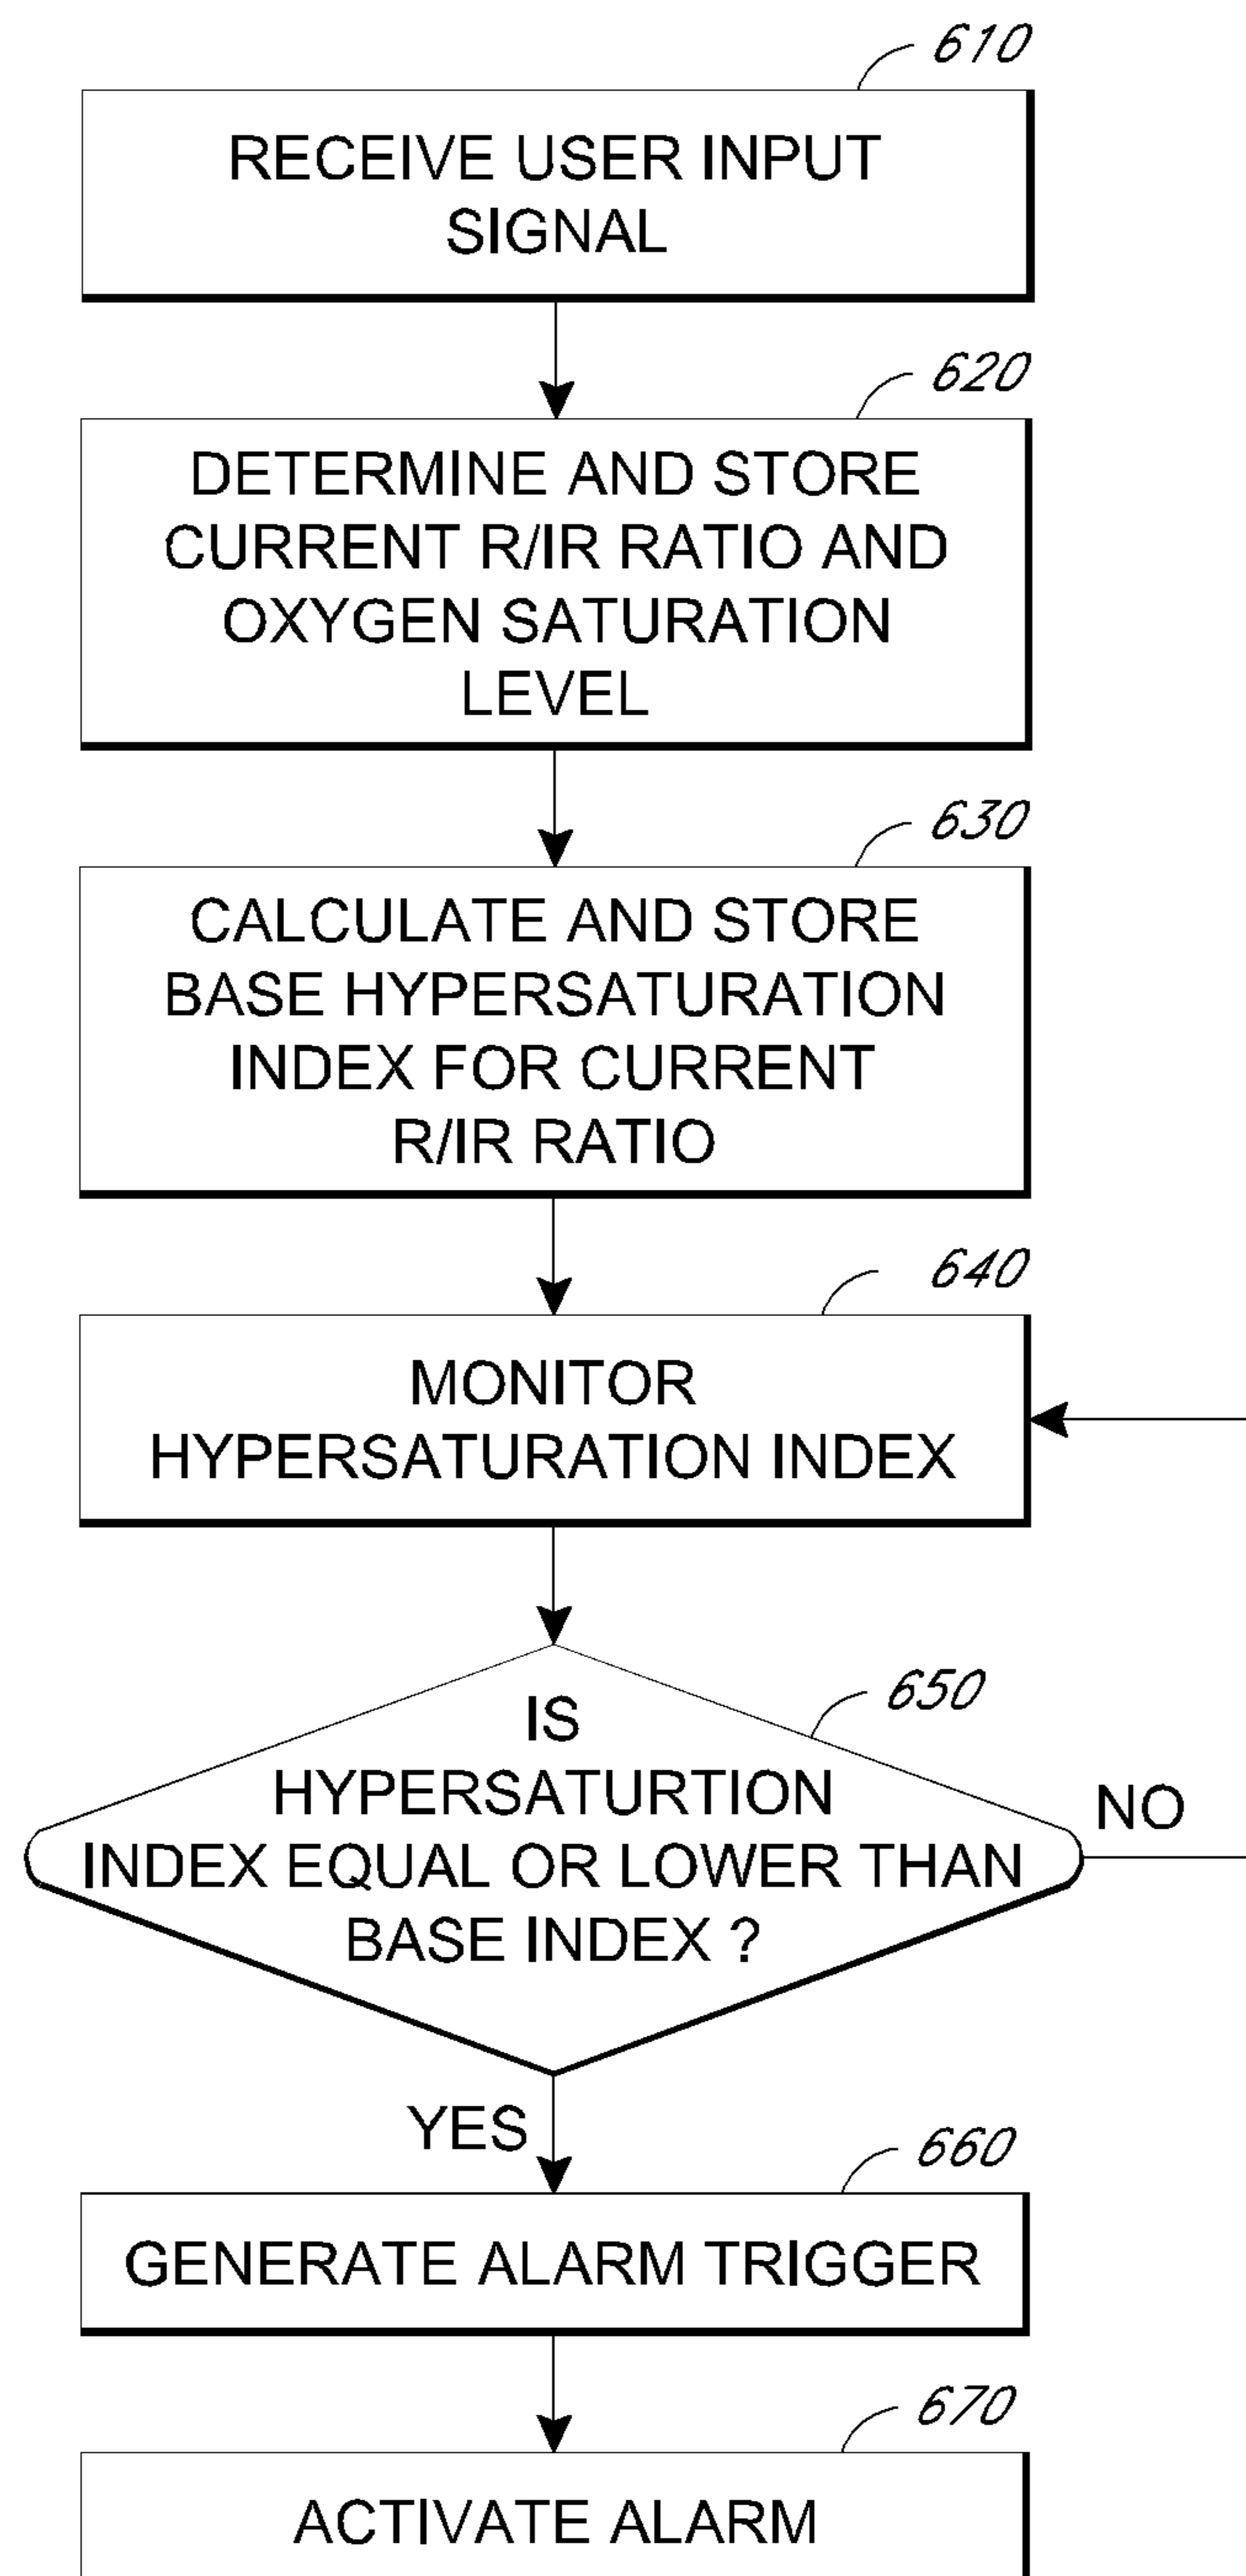 610
RECEIVE USER INPUT
SIGNAL
620
DETERMINE AND STORE
CURRENT R/IR RATIO AND
OXYGEN SATURATION
LEVEL
630
CALCULATE AND STORE
BASE HYPERSATURATION
INDEX FOR CURRENT
R/IR RATIO
640
MONITOR
HYPERSATURATION INDEX
650
IS
HYPERSATURTION
INDEX EQUAL OR LOWER THAN
BASE INDEX ?
NO
YES
660
GENERATE ALARM TRIGGER
670
ACTIVATE ALARM